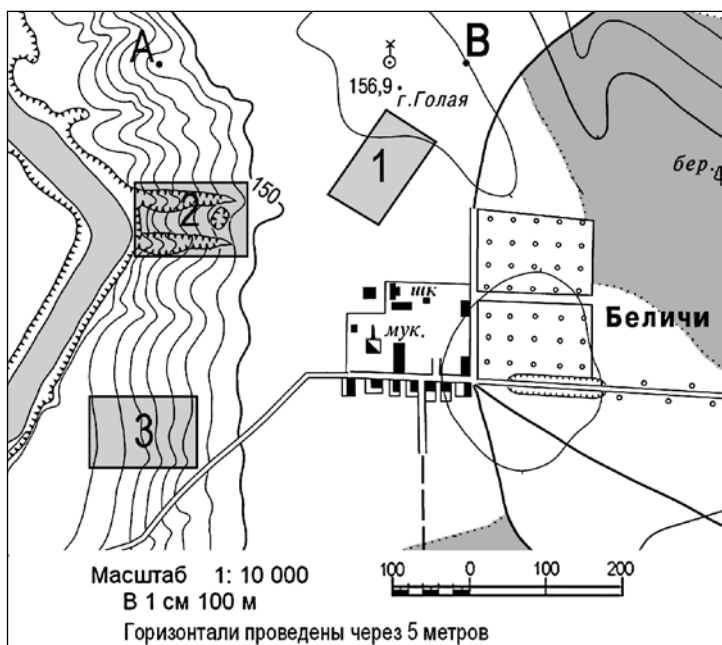 А
В
156,9
г.Голая
1
бер.
2
150
шк
Беличи
мук.
3
Масштаб 1: 10 000
В 1 см 100 м
100 0 100 200
Горизонтали проведены через 5 метров